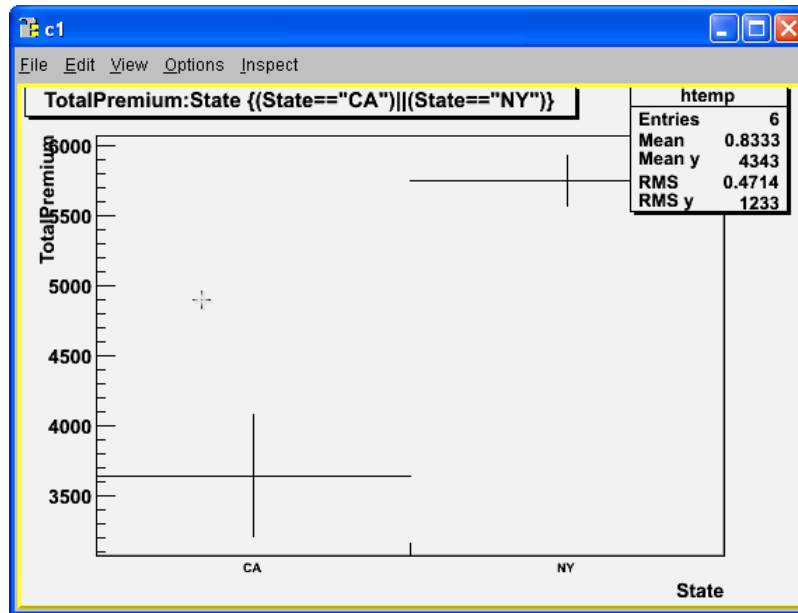 c1
File Edit View Options Inspect
TotalPremium:State {(State=="CA")||(State=="NY")}
htemp
Entries 6
Mean 0.8333
Mean y 4343
RMS 0.4714
RMS y 1233
TotalPremium
6000
5500
5000
4500
4000
3500
CA NY
State